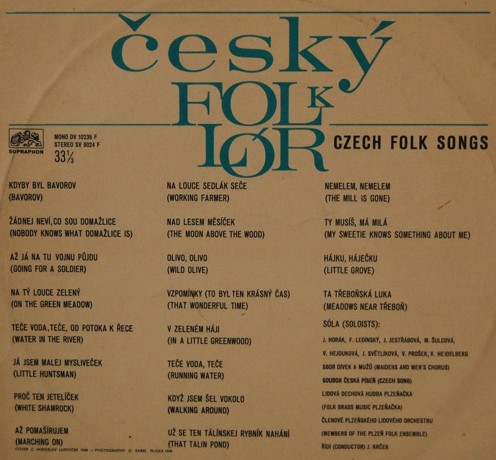 český
FOLK
LÓR
CZECH FOLK SONGS
SUPRAPHON
MONO DV 10236 F
STEREO SV 9024 F
33⅓
KDYBY BYL BAVOROV
(BAVOROV)
ŽÁDNEJ NEVÍ, CO SOU DOMAŽLICE
(NOBODY KNOWS WHAT DOMAŽLICE IS)
AŽ JÁ NA TU VOJNU PŮJDU
(GOING FOR A SOLDIER)
NA TÝ LOUCE ZELENÝ
(ON THE GREEN MEADOW)
TEČE VODA, TEČE, OD POTOKA K ŘECE
(WATER IN THE RIVER)
JÁ JSEM MALEJ MYSLIVEČEK
(LITTLE HUNTSMAN)
PROČ TEN JETELÍČEK
(WHITE SHAMROCK)
AŽ POMAŠÍRUJEM
(MARCHING ON)
NA LOUCE SEDLÁK SEČE
(WORKING FARMER)
NAD LESEM MĚSÍČEK
(THE MOON ABOVE THE WOOD)
OLIVO, OLIVO
(WILD OLIVE)
VZPOMÍNKY (TO BYL TEN KRÁSNÝ ČAS)
(THAT WONDERFUL TIME)
V ZELENÉM HÁJI
(IN A LITTLE GREENWOOD)
TEČE VODA, TEČE
(RUNNING WATER)
KDYŽ JSEM ŠEL VOKOLO
(WALKING AROUND)
UŽ SE TEN TÁLÍNSKEJ RYBNÍK NAHÁNÍ
(THAT TALIN POND)
NEMELEM, NEMELEM
(THE MILL IS GONE)
TY MUSÍŠ, MÁ MILÁ
(MY SWEETIE KNOWS SOMETHING ABOUT ME)
HÁJKU, HÁJEČKU
(LITTLE GROVE)
TA TŘEBOŇSKÁ LUKA
(MEADOWS NEAR TŘEBOŇ)
SÓLA (SOLOISTS):
J. HORÁK, F. LEDINSKÝ, J. JESTŘÁBOVÁ, M. ŠULCOVÁ,
V. HEJDUKOVÁ, J. SVĚTLÍKOVÁ, V. PROŠEK, K. HEIDELBERG
SBOR DÍVEK A MUŽŮ (MAIDENS AND MEN'S CHORUS)
SOUBOR ČESKÁ PÍSEŇ (CZECH SONG)
LIDOVÁ DECHOVÁ HUDBA PLZEŇAČKA
(FOLK BRASS MUSIC PLZEŇAČKA)
ČLENOVÉ PLZEŇSKÉHO LIDOVÉHO ORCHESTRU
(MEMBERS OF THE PLZEŇ FOLK ENSEMBLE)
ŘÍDÍ (CONDUCTOR) J. KRČEK